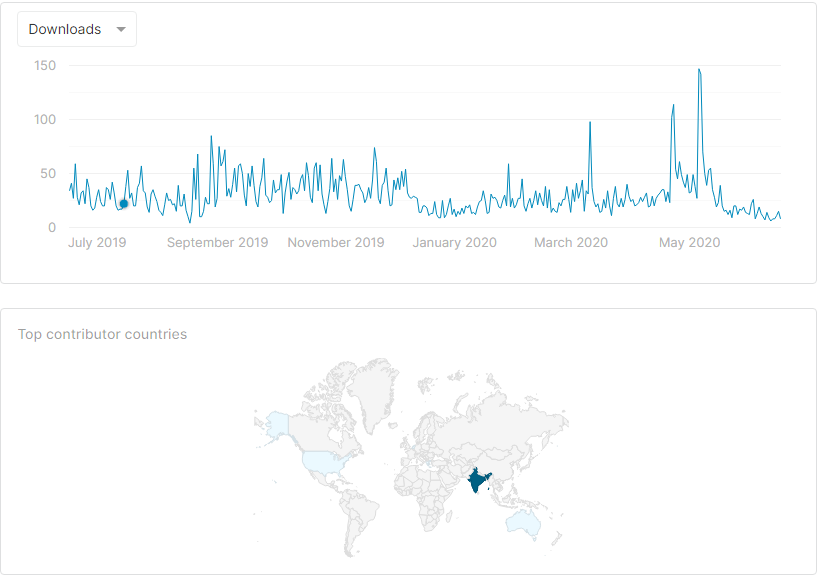 Downloads
150
100
50
0
July 2019 September 2019 November 2019 January 2020 March 2020 May 2020
Top contributor countries